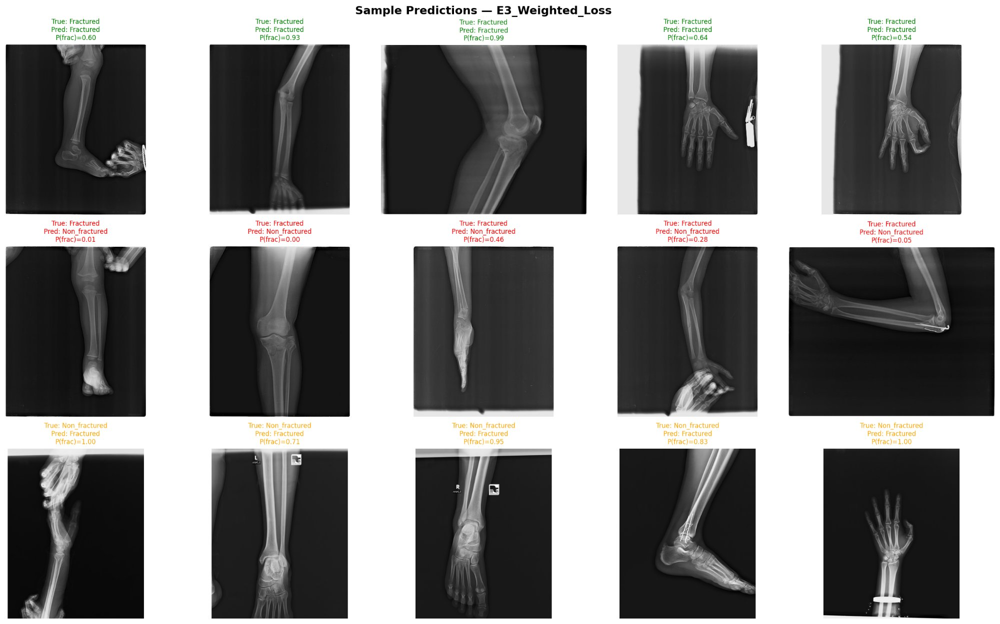 Sample Predictions — E3_Weighted_Loss
True: Fractured
Pred: Fractured
P(frac)=0.60
True: Fractured
Pred: Fractured
P(frac)=0.93
True: Fractured
Pred: Fractured
P(frac)=0.99
True: Fractured
Pred: Fractured
P(frac)=0.64
True: Fractured
Pred: Fractured
P(frac)=0.54
True: Fractured
Pred: Non_fractured
P(frac)=0.01
True: Fractured
Pred: Non_fractured
P(frac)=0.00
True: Fractured
Pred: Non_fractured
P(frac)=0.46
True: Fractured
Pred: Non_fractured
P(frac)=0.28
True: Fractured
Pred: Non_fractured
P(frac)=0.05
True: Non_fractured
Pred: Fractured
P(frac)=1.00
True: Non_fractured
Pred: Fractured
P(frac)=0.71
L
ANKLE
True: Non_fractured
Pred: Fractured
P(frac)=0.95
R
ANKLE
True: Non_fractured
Pred: Fractured
P(frac)=0.83
True: Non_fractured
Pred: Fractured
P(frac)=1.00